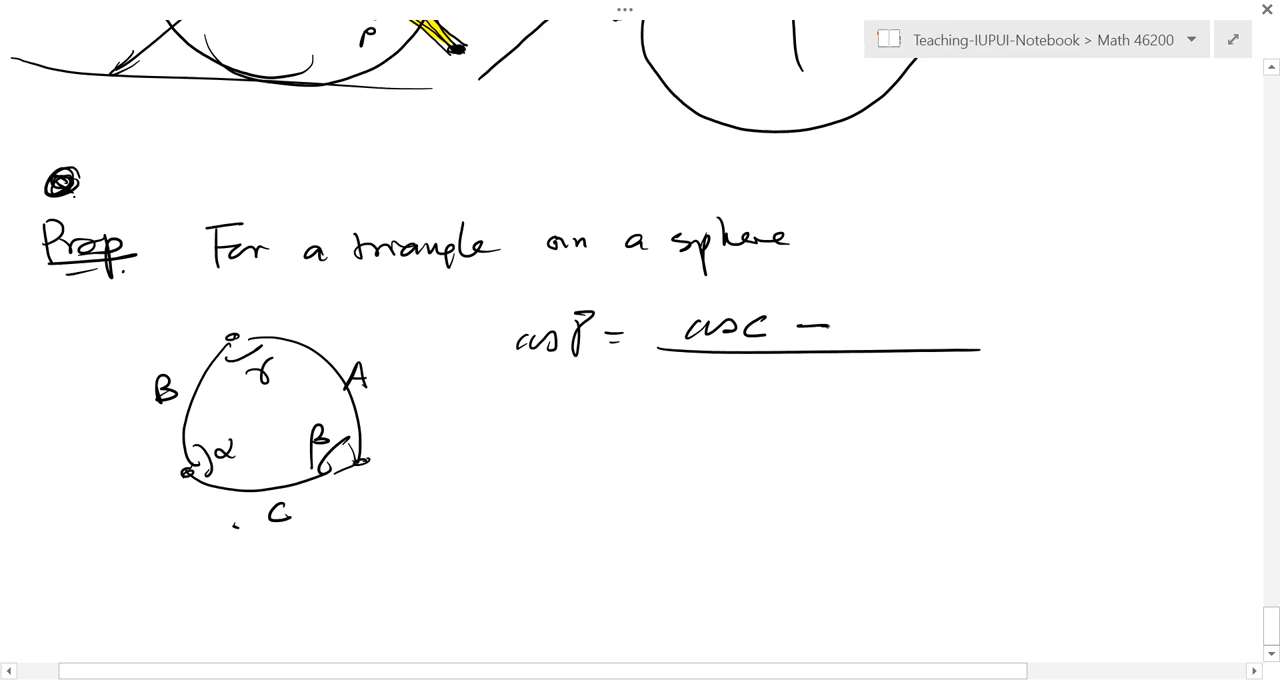 P
Teaching-IUPUI-Notebook > Math 46200
Prop. For a triangle on a sphere
cos γ = cos C −
γ
B
A
α
β
C